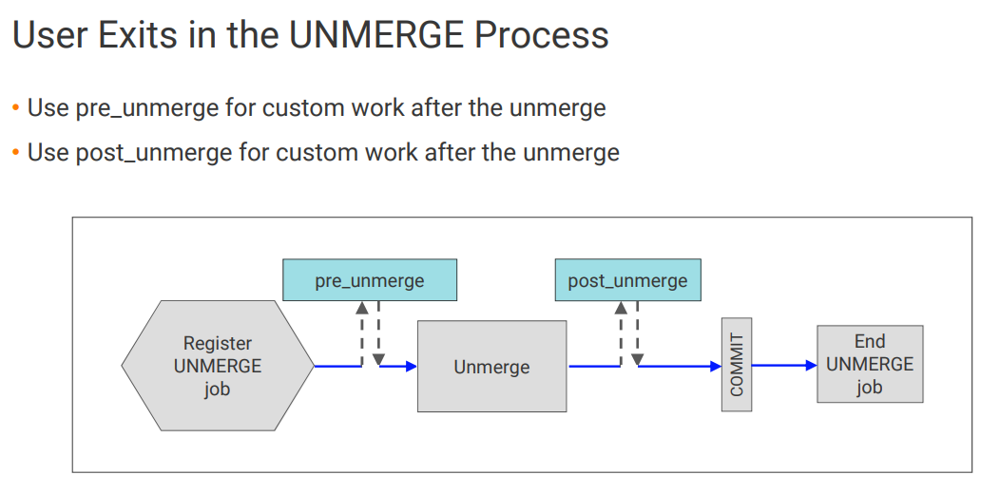 User Exits in the UNMERGE Process
• Use pre_unmerge for custom work after the unmerge
• Use post_unmerge for custom work after the unmerge
pre_unmerge
post_unmerge
Register
UNMERGE
job
Unmerge
COMMIT
End
UNMERGE
job